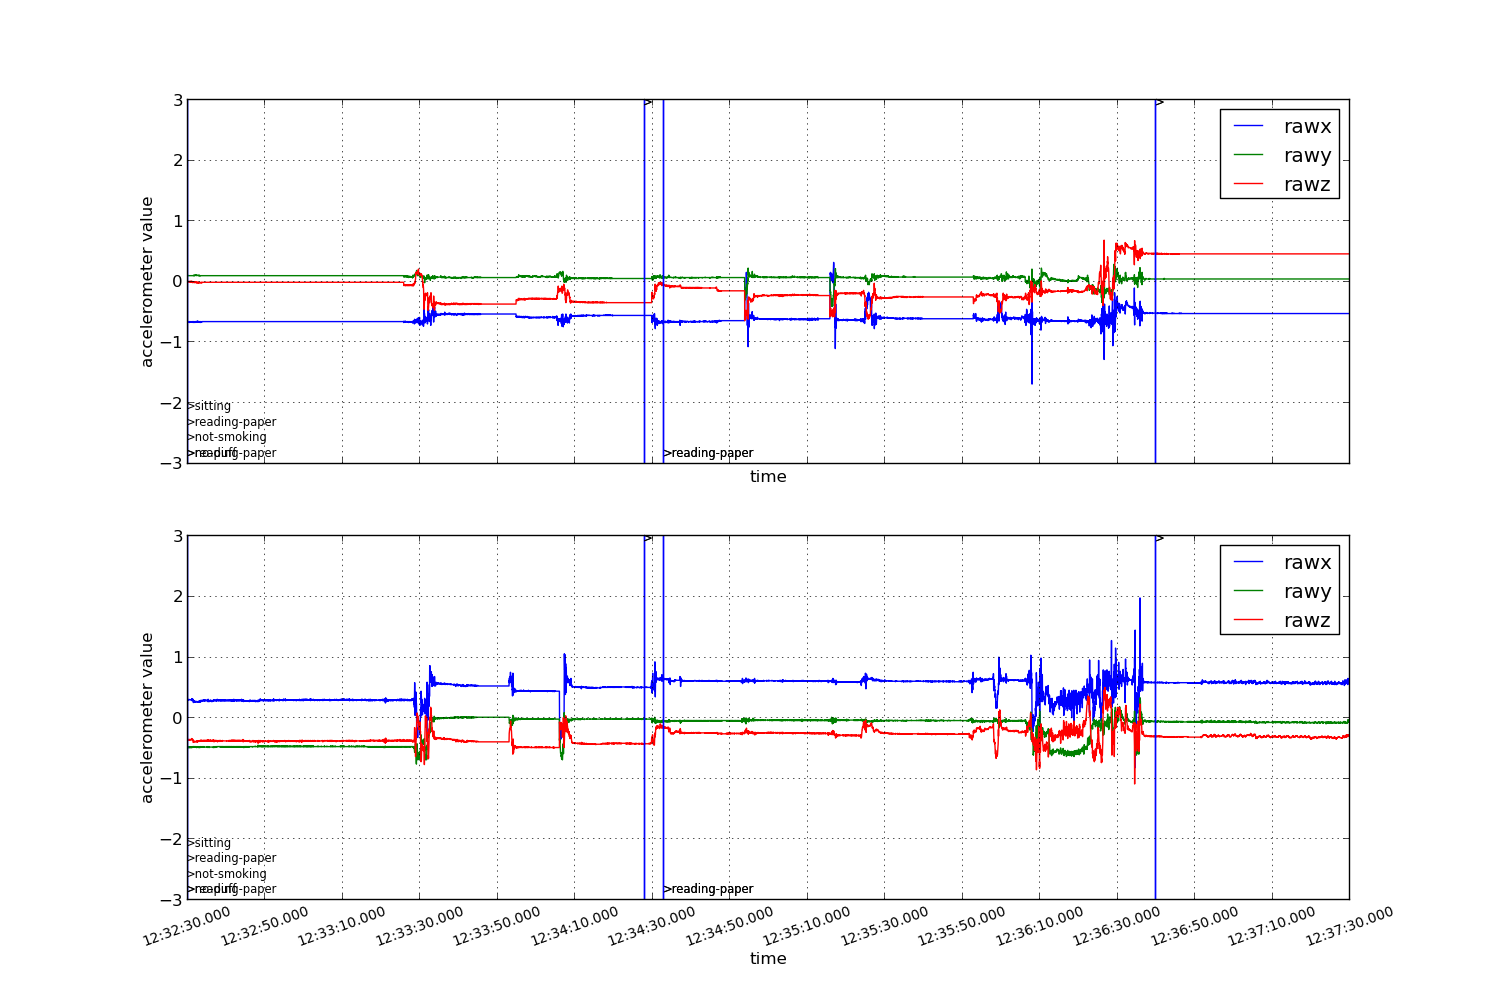 3
2
1
0
−1
−2
−3
accelerometer value
>
>
rawx
rawy
rawz
>sitting
>reading-paper
>not-smoking
>reading-paper
>reading-paper
time
3
2
1
0
−1
−2
−3
accelerometer value
>
>
rawx
rawy
rawz
>sitting
>reading-paper
>not-smoking
>reading-paper
>reading-paper
12:32:30.000
12:32:50.000
12:33:10.000
12:33:30.000
12:33:50.000
12:34:10.000
12:34:30.000
12:34:50.000
12:35:10.000
12:35:30.000
12:35:50.000
12:36:10.000
12:36:30.000
12:36:50.000
12:37:10.000
12:37:30.000
time